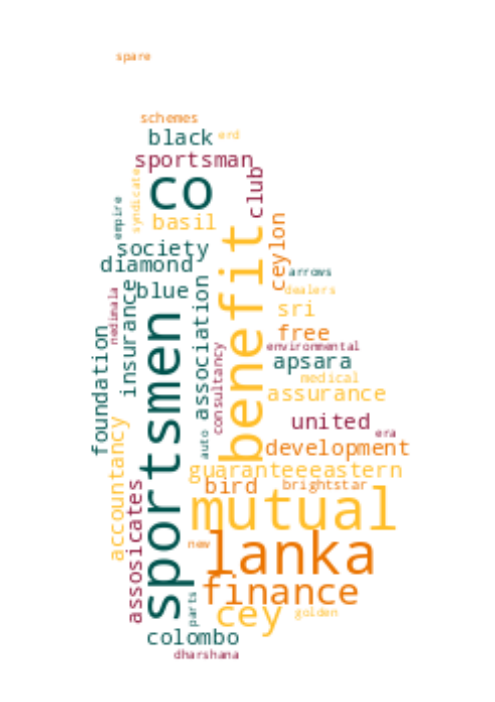 spare
schemes
black
erd
sportsman
co
club
syndicate
empire
basil
ceylon
society
diamond
arrows
blue
dealers
nedimala
insurance
association
benefit
sri
free
environmental
apsara
medical
assurance
foundation
sportsmen
consultancy
united
era
auto
development
accountancy
guaranteeeastern
bird
brightstar
assosicates
mutual
new
lanka
finance
parts
cey
golden
colombo
dharshana